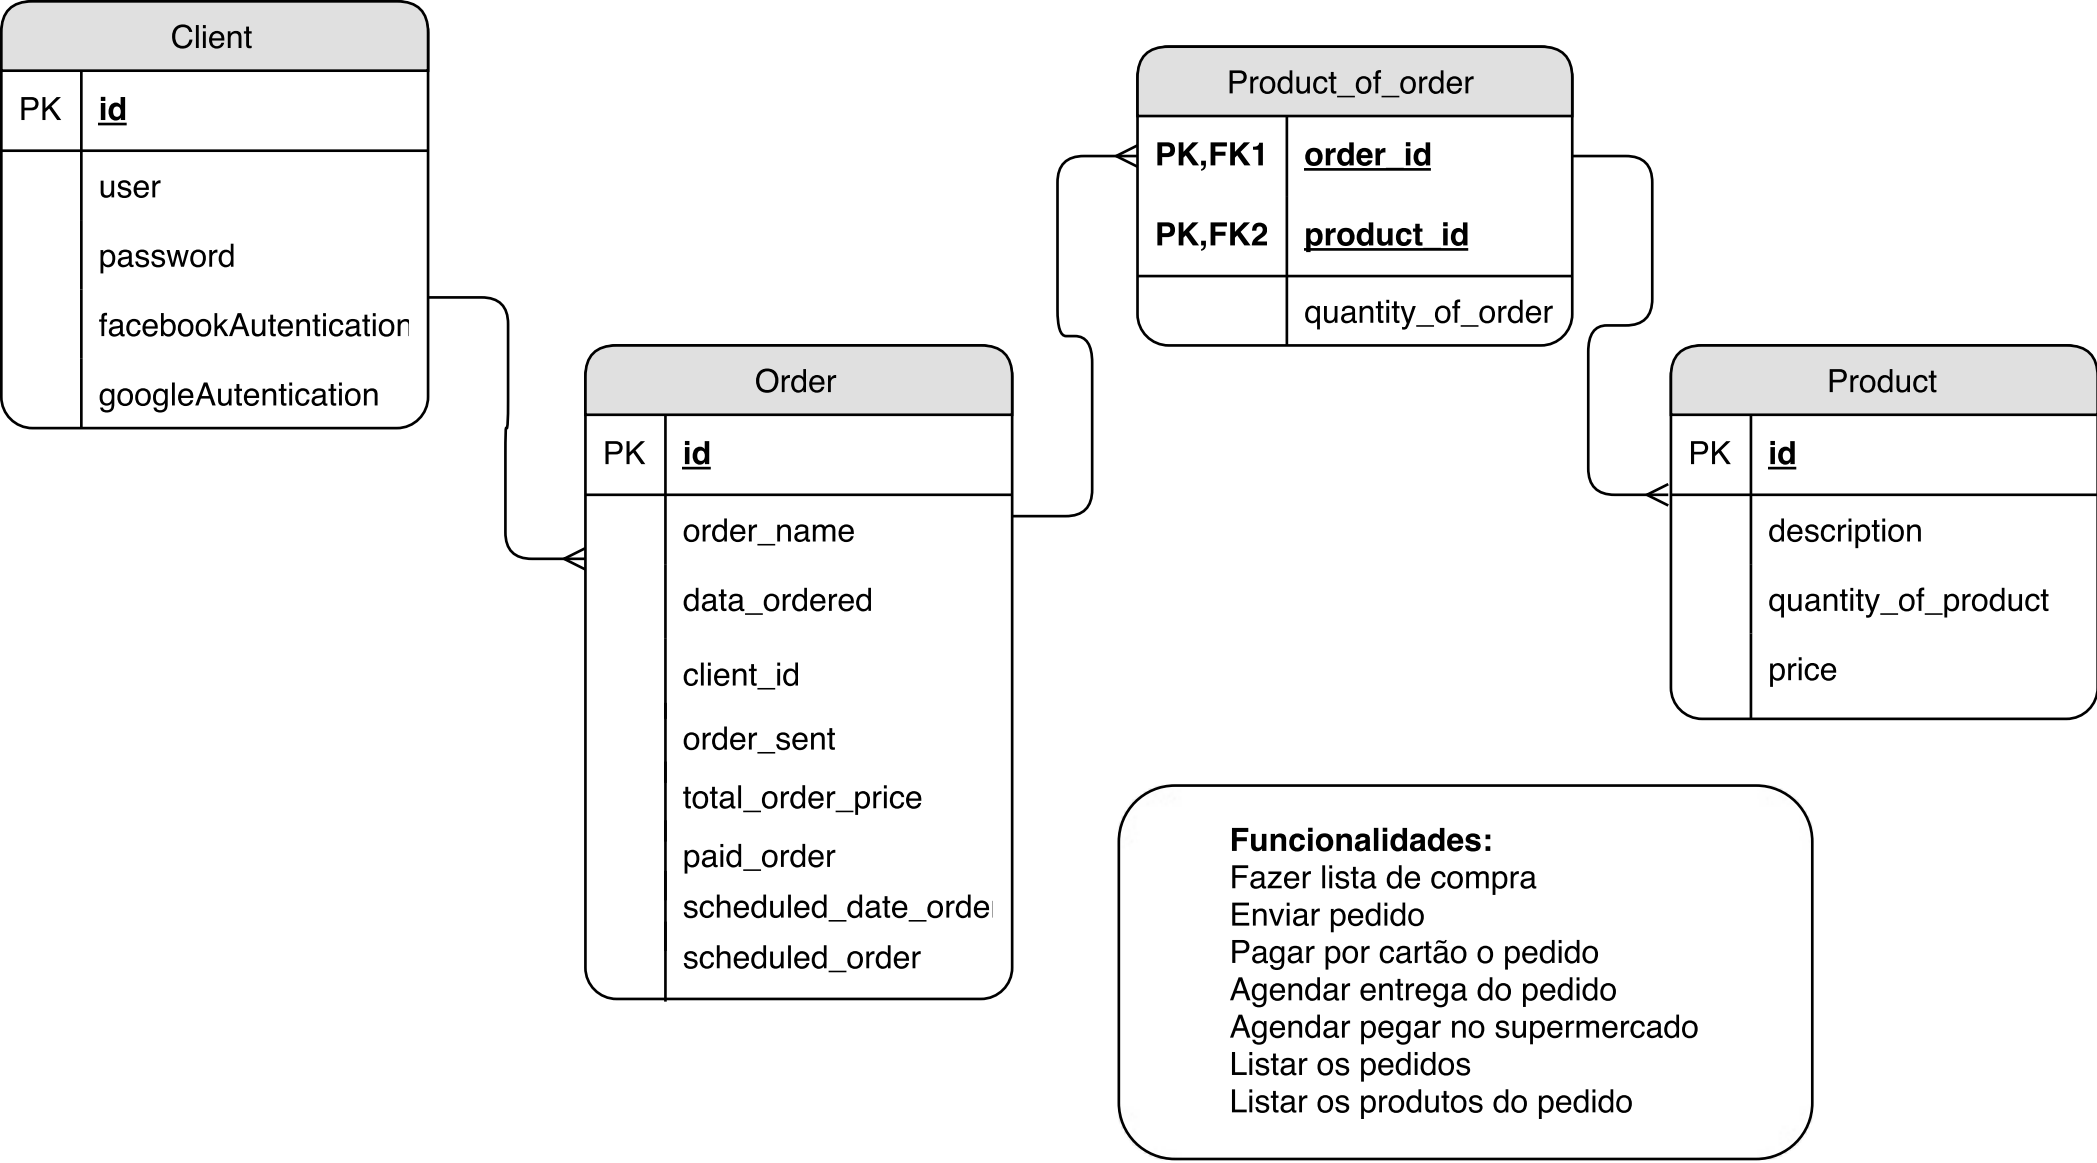 Client
PK id
user
password
facebookAutentication
googleAutentication
Order
PK id
order_name
data_ordered
client_id
order_sent
total_order_price
paid_order
scheduled_date_order
scheduled_order
Product_of_order
PK,FK1 order_id
PK,FK2 product_id
quantity_of_order
Product
PK id
description
quantity_of_product
price
Funcionalidades:
Fazer lista de compra
Enviar pedido
Pagar por cartão o pedido
Agendar entrega do pedido
Agendar pegar no supermercado
Listar os pedidos
Listar os produtos do pedido